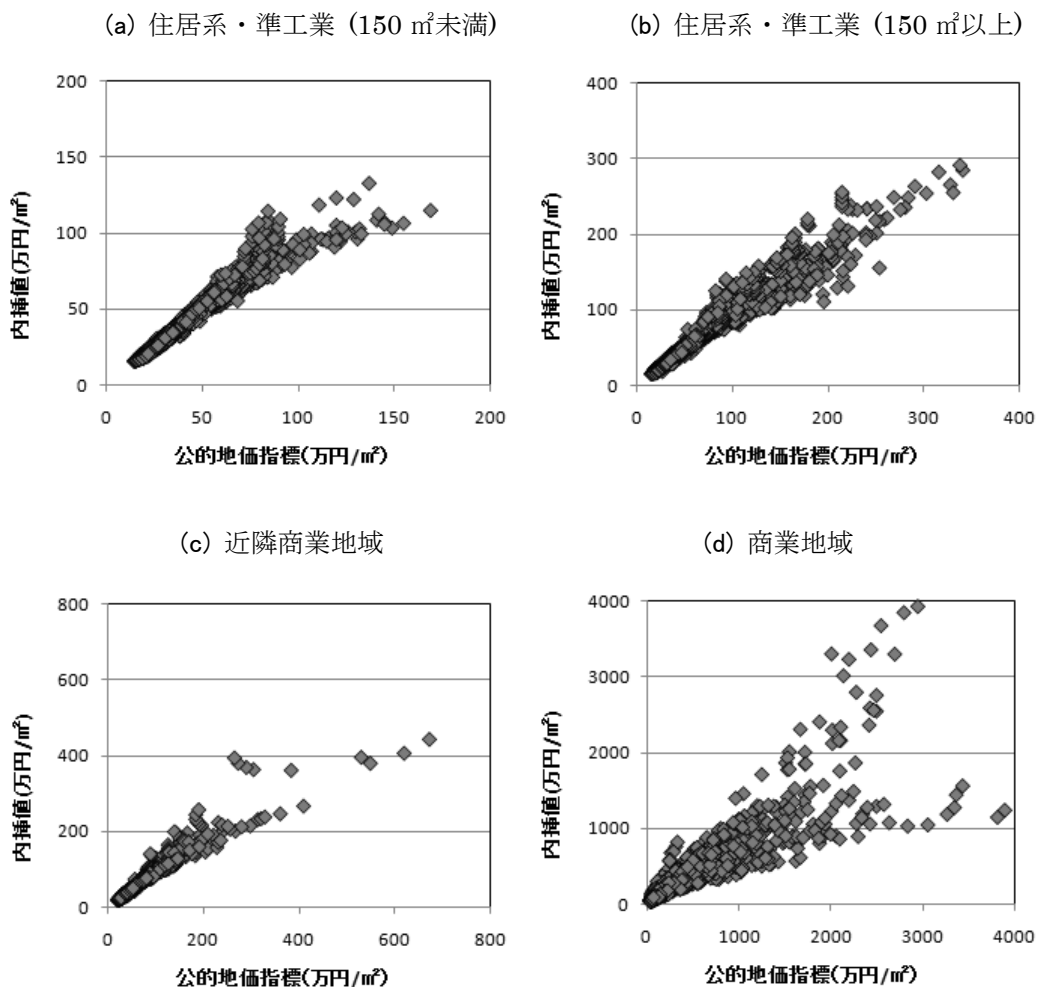 (a) 住居系・準工業 (150 ㎡未満)
(b) 住居系・準工業 (150 ㎡以上)
200
150
100
50
0
内挿値(万円/㎡)
0 50 100 150 200
公的地価指標(万円/㎡)
400
300
200
100
0
内挿値(万円/㎡)
0 100 200 300 400
公的地価指標(万円/㎡)
(c) 近隣商業地域
(d) 商業地域
800
600
400
200
0
内挿値(万円/㎡)
0 200 400 600 800
公的地価指標(万円/㎡)
4000
3000
2000
1000
0
内挿値(万円/㎡)
0 1000 2000 3000 4000
公的地価指標(万円/㎡)